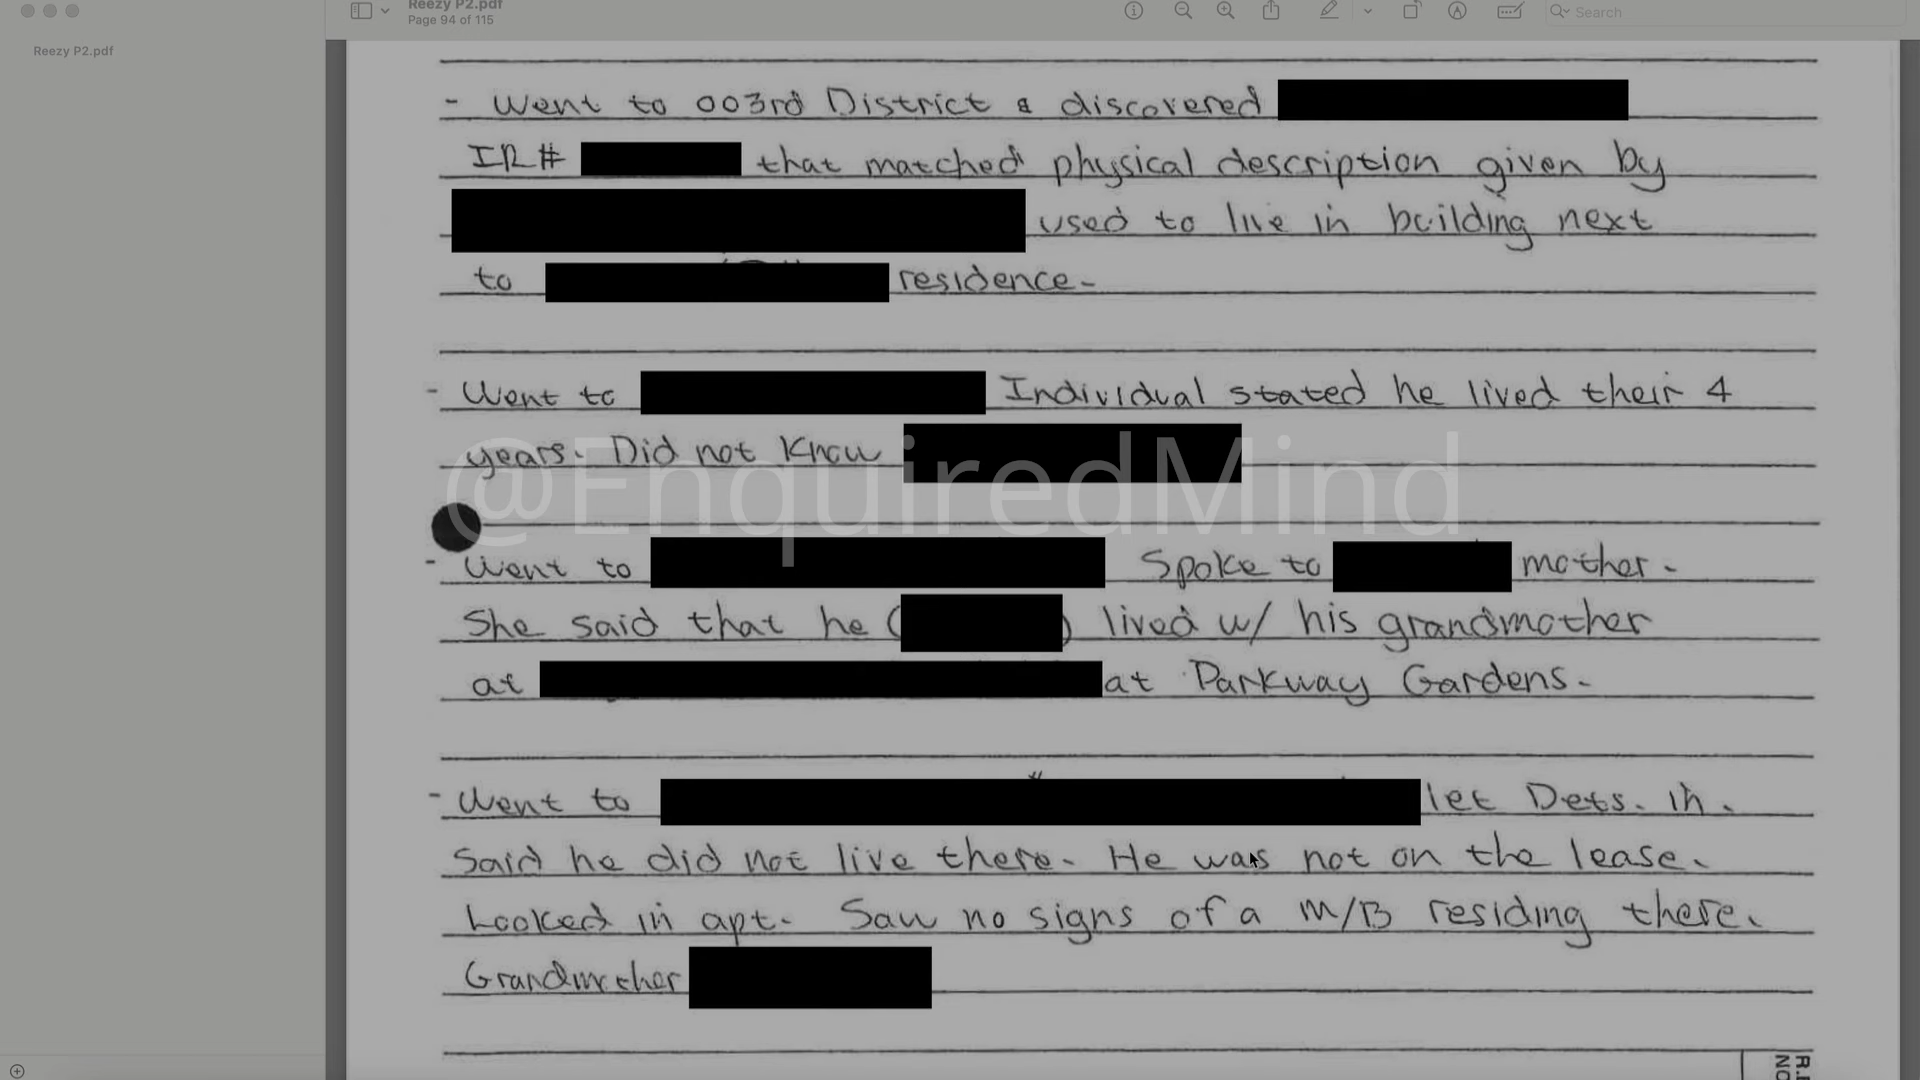 Reezy P2.pdf
Page 94 of 115
Search
Reezy P2.pdf
- Went to 003rd District & discovered
IR# that matched physical description given by
used to live in building next
to residence-
- Went to Individual stated he lived their 4
years. Did not Know
@EnquiredMind
- Went to Spoke to mother.
She said that he ( ) lived w/ his grandmother
at at Parkway Gardens.
- Went to let Dets. in.
Said he did not live there. He was not on the lease.
Looked in apt. Saw no signs of a M/B residing there.
Grandmother